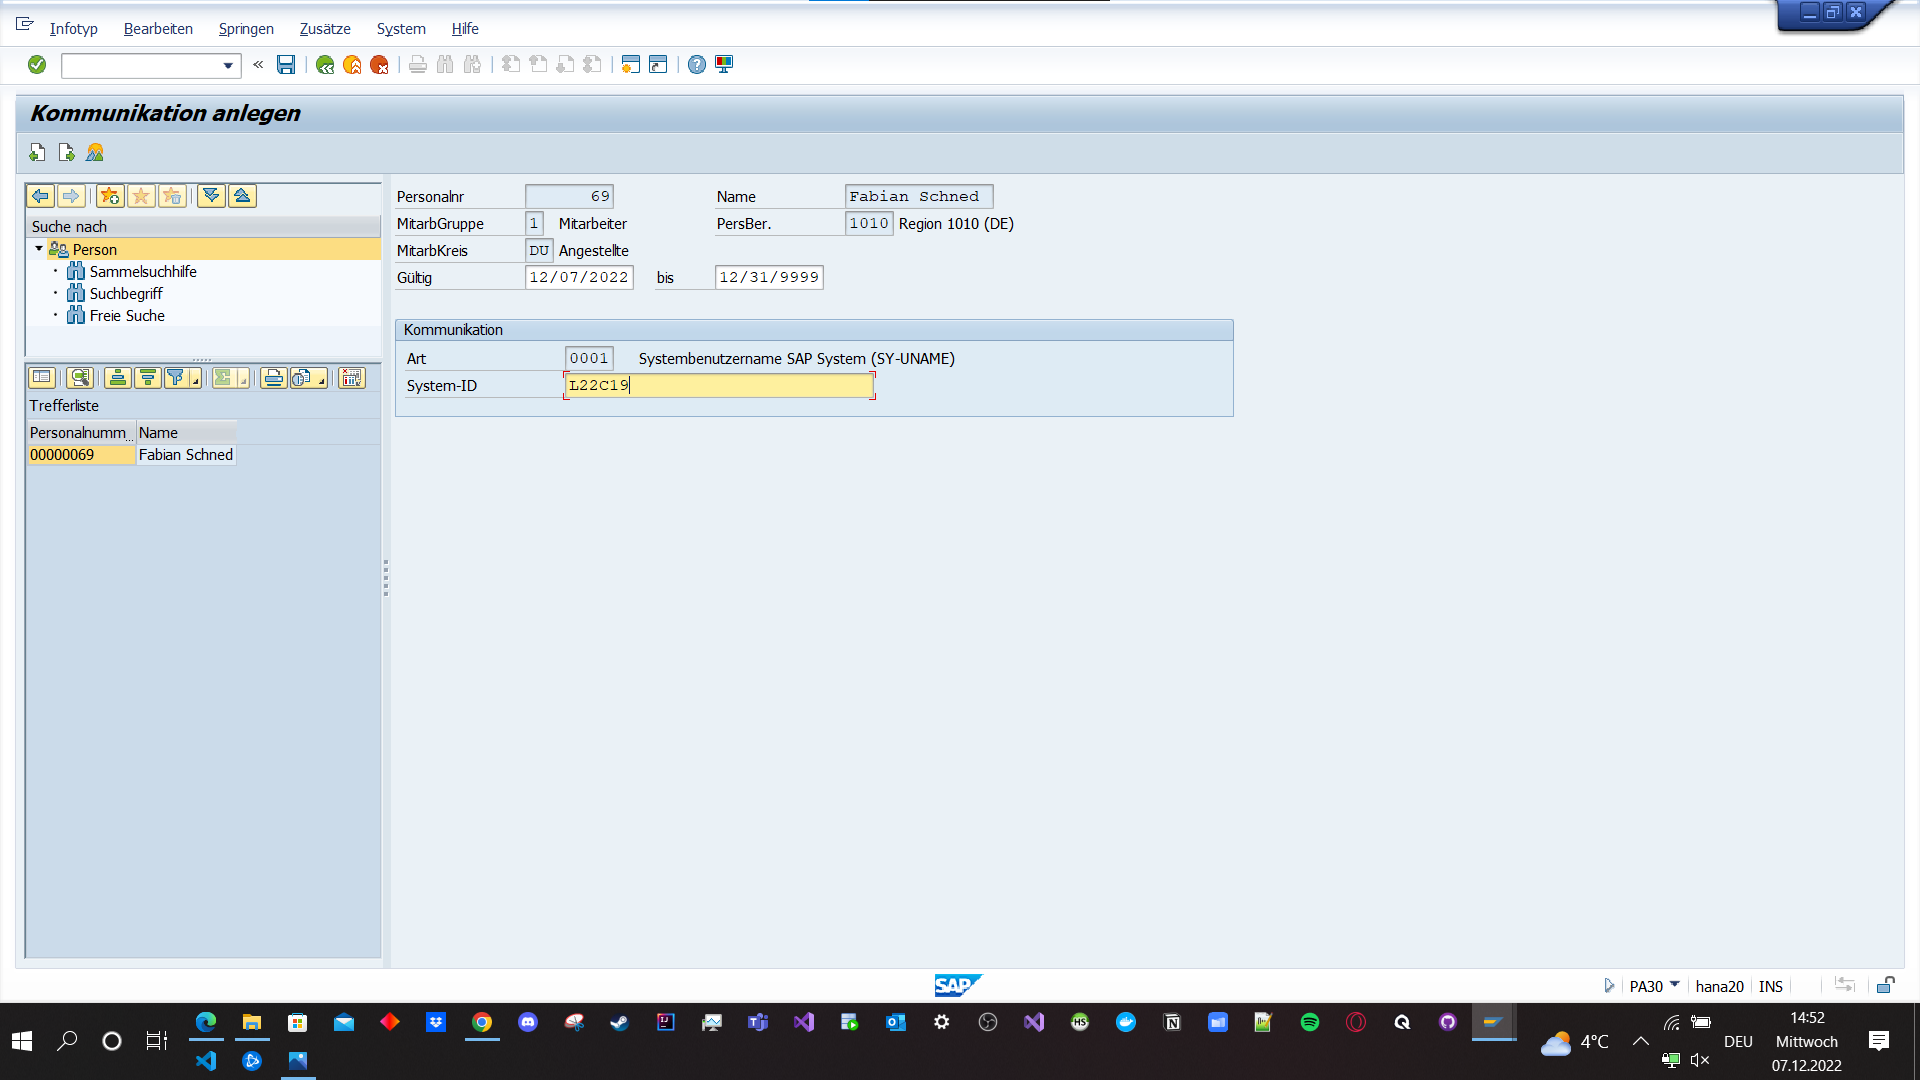 Infotyp Bearbeiten Springen Zusätze System Hilfe
Kommunikation anlegen
Suche nach
Person
Sammelsuchhilfe
Suchbegriff
Freie Suche
Trefferliste
Personalnumm... Name
00000069 Fabian Schned
Personalnr 69 Name Fabian Schned
MitarbGruppe 1 Mitarbeiter PersBer. 1010 Region 1010 (DE)
MitarbKreis DU Angestellte
Gültig 12/07/2022 bis 12/31/9999
Kommunikation
Art 0001 Systembenutzername SAP System (SY-UNAME)
System-ID L22C19
SAP
PA30 hana20 INS
4°C
DEU
14:52
Mittwoch
07.12.2022